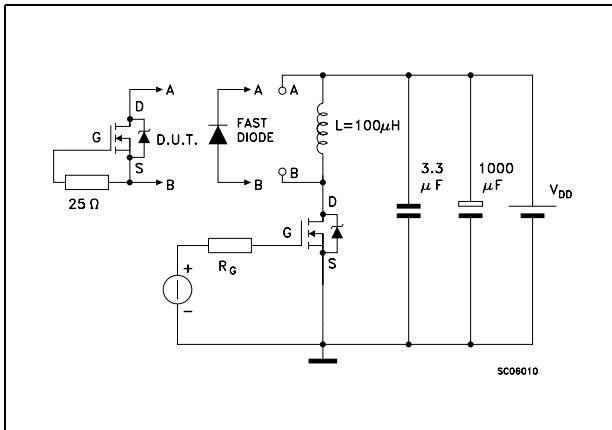 A
A
A
D
G
D.U.T.
FAST
DIODE
L=100μH
S
B
B
B
25 Ω
3.3
μF
1000
μF
V_DD
D
G
S
R_G
+
-
SC06010